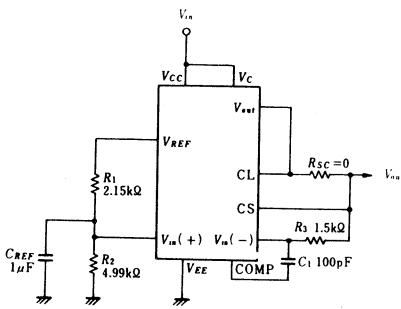 Vin
VCC VC
Vout
VREF
R1
2.15kΩ
CL
RSC=0
CS
R3 1.5kΩ
CREF
1μF
Vin(+) Vin(-)
R2
4.99kΩ
VEE
COMP
C1 100pF